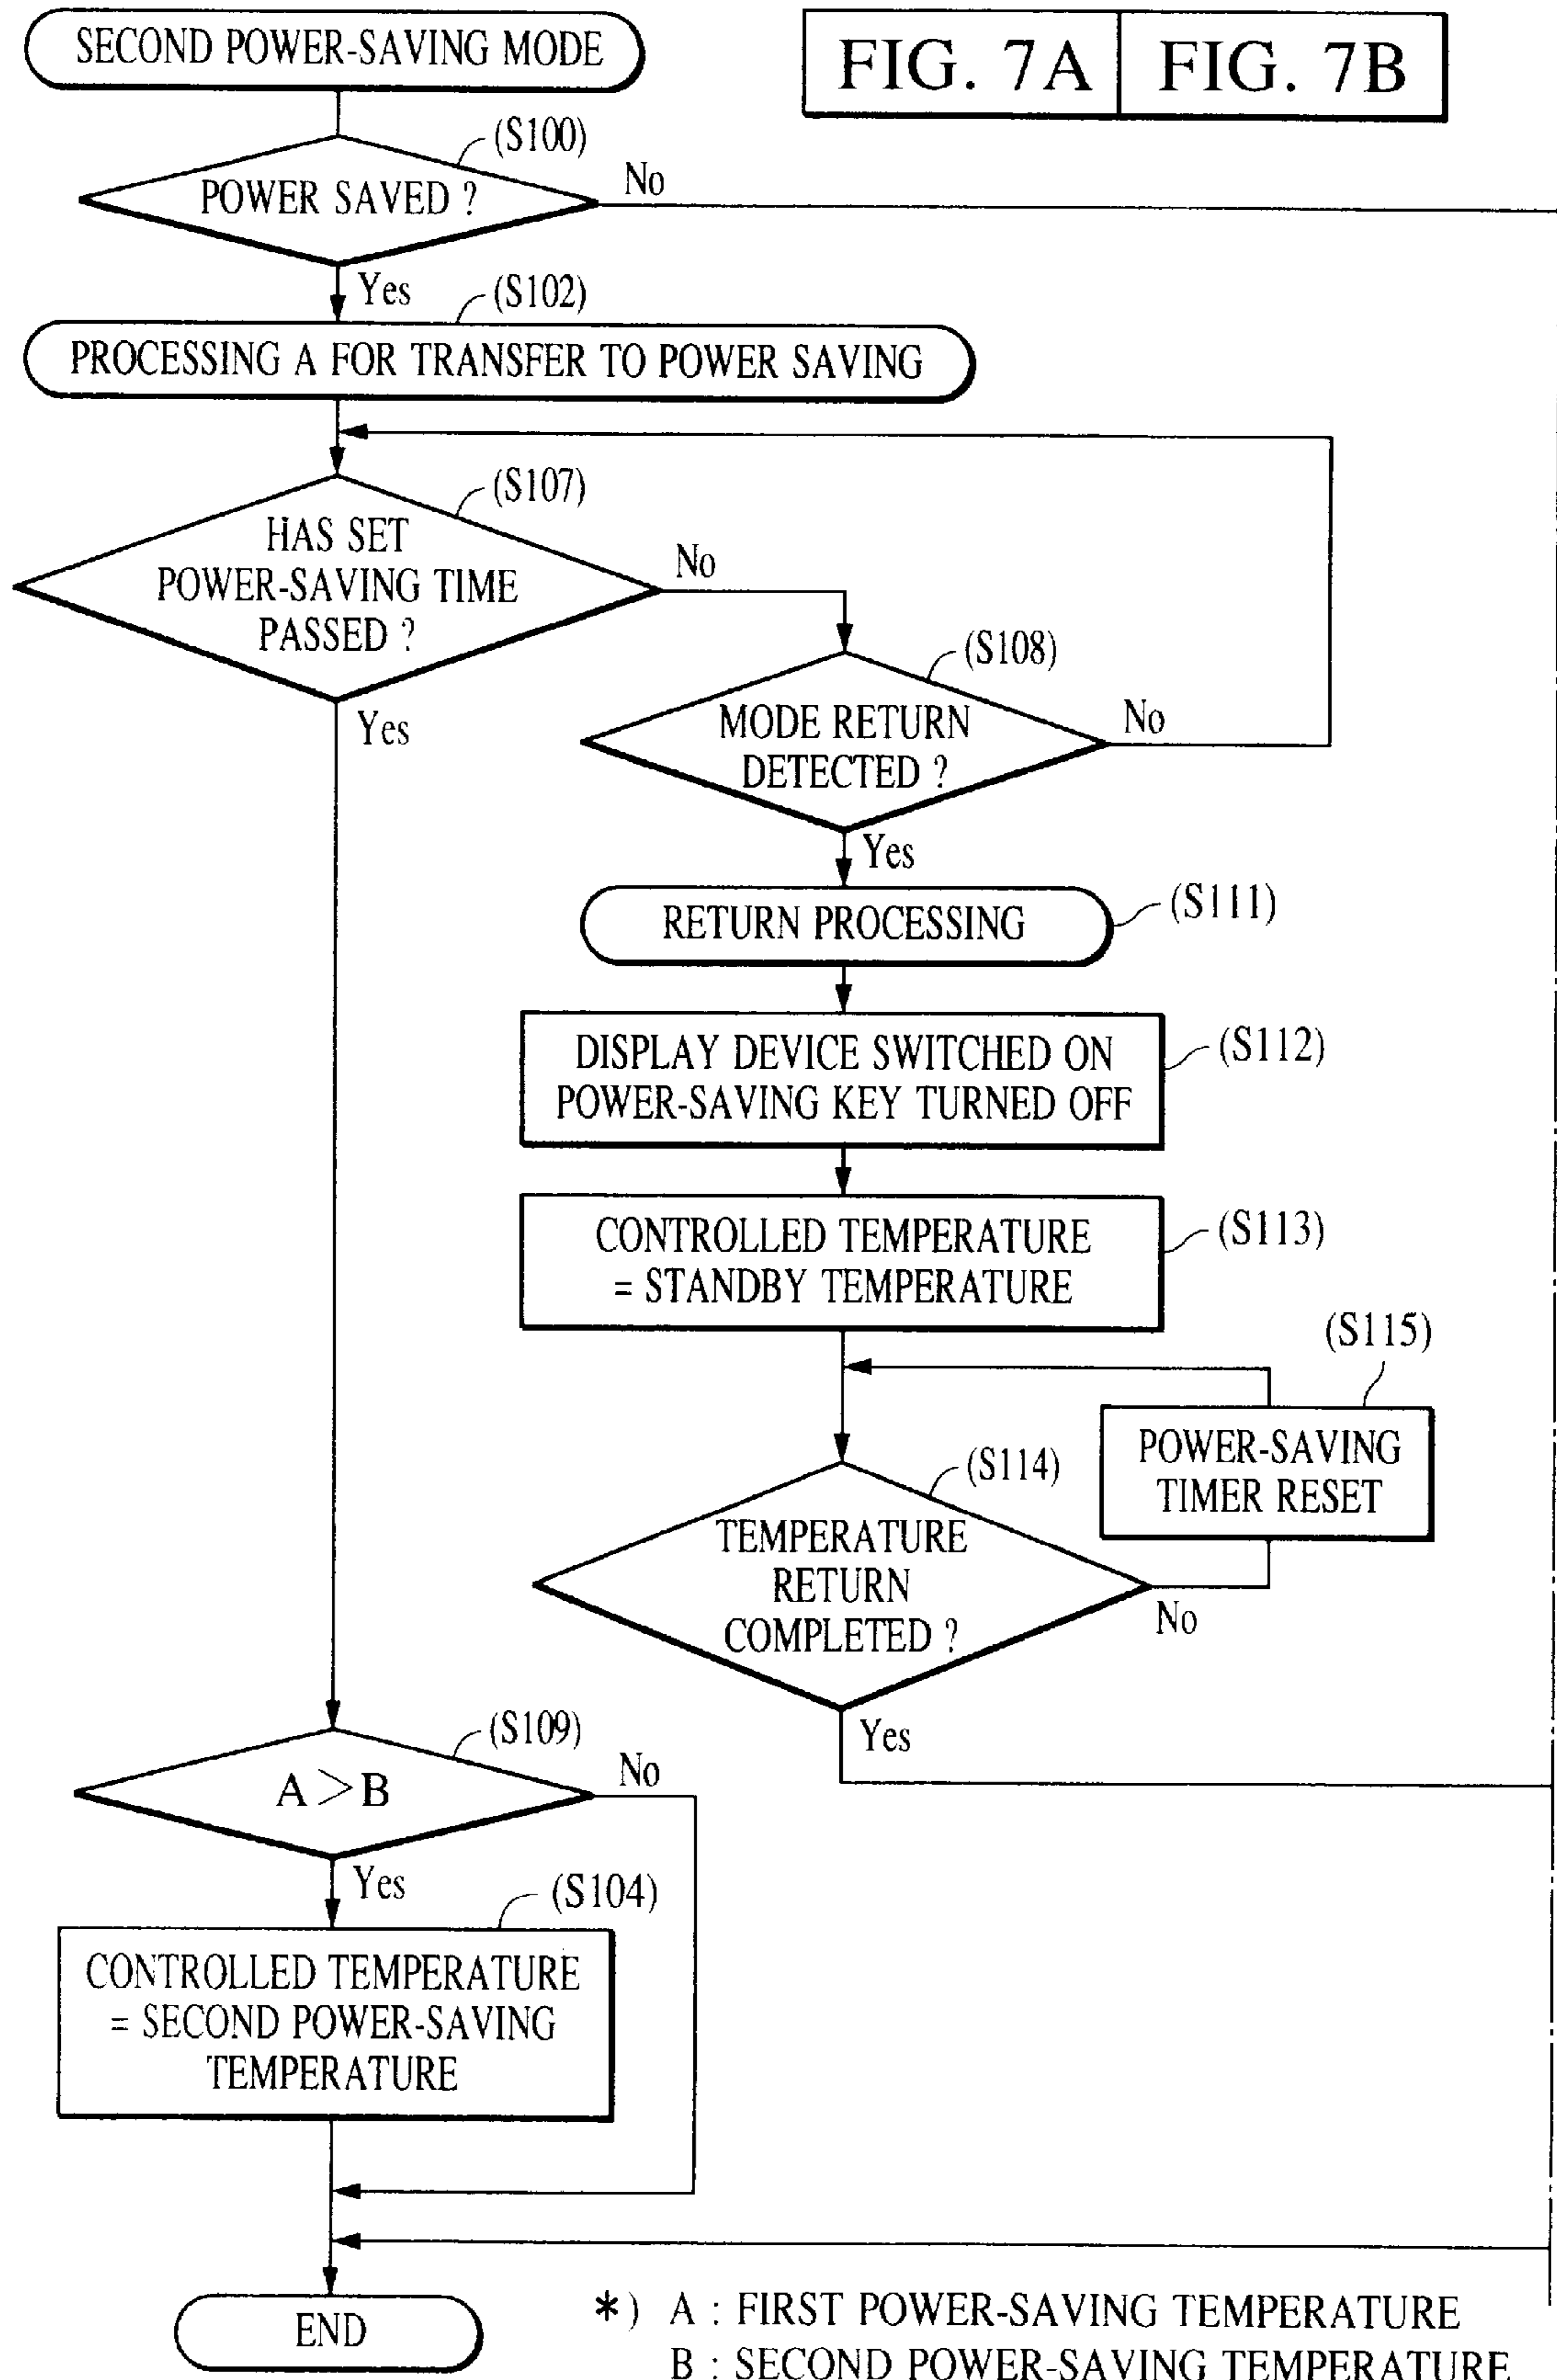 SECOND POWER-SAVING MODE
FIG. 7A
FIG. 7B
(S100)
POWER SAVED ?
No
Yes
(S102)
PROCESSING A FOR TRANSFER TO POWER SAVING
(S107)
HAS SET
POWER-SAVING TIME
PASSED ?
No
Yes
(S108)
MODE RETURN
DETECTED ?
No
Yes
RETURN PROCESSING
(S111)
DISPLAY DEVICE SWITCHED ON
POWER-SAVING KEY TURNED OFF
(S112)
CONTROLLED TEMPERATURE
= STANDBY TEMPERATURE
(S113)
(S115)
POWER-SAVING
TIMER RESET
(S114)
TEMPERATURE
RETURN
COMPLETED ?
No
Yes
(S109)
A > B
No
Yes
(S104)
CONTROLLED TEMPERATURE
= SECOND POWER-SAVING
TEMPERATURE
END
*) A : FIRST POWER-SAVING TEMPERATURE
B : SECOND POWER-SAVING TEMPERATURE